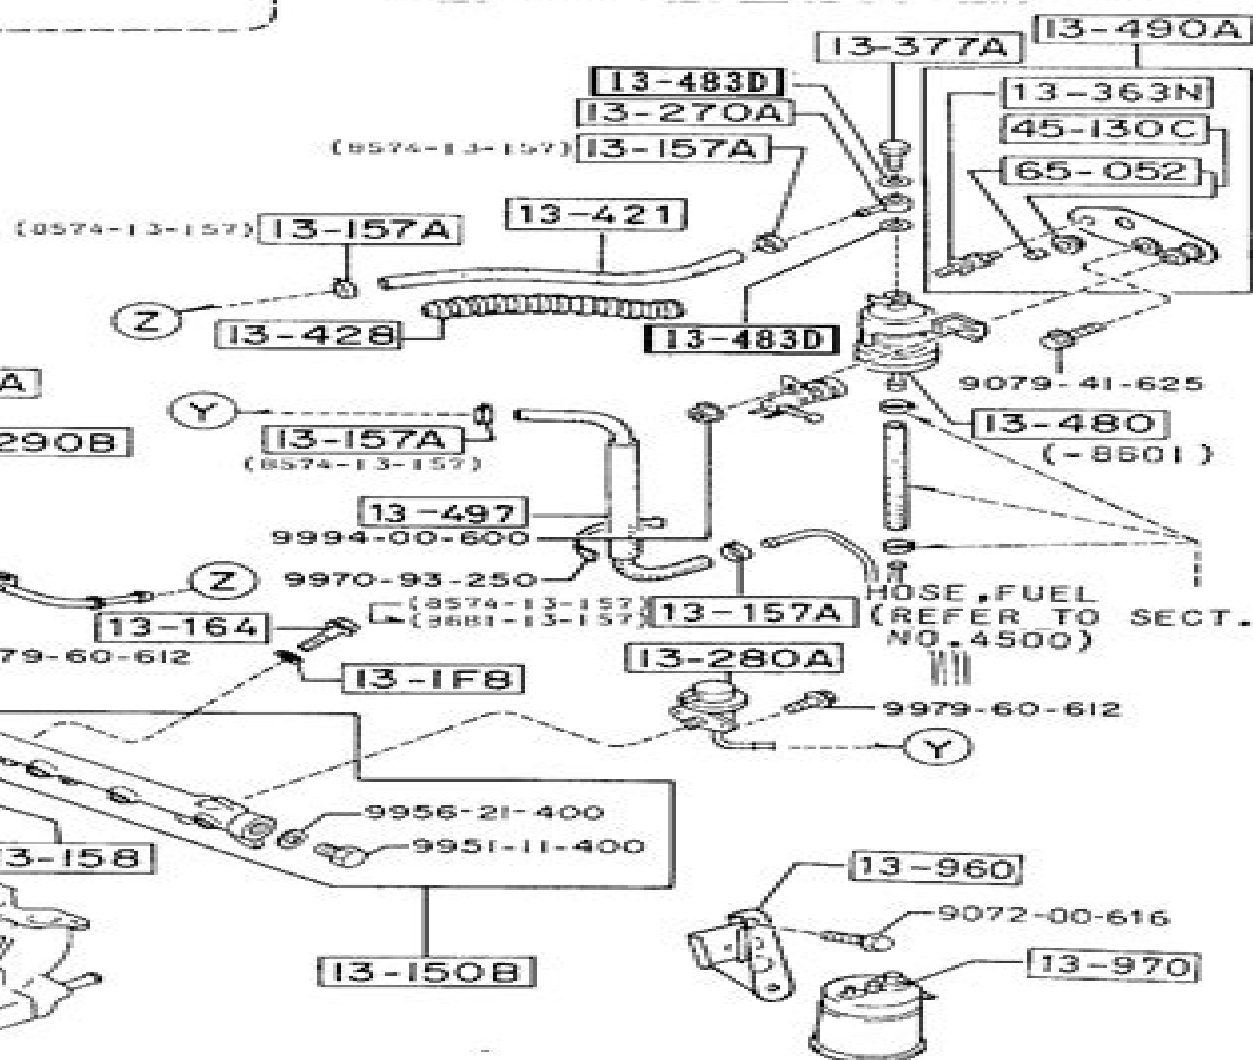 13-490A
13-377A
13-483D
13-363N
13-270A
45-130C
(8574-13-157) 13-157A
65-052
13-421
(8574-13-157) 13-157A
Z
13-428
13-483D
A
9079-41-625
Y
13-480
290B
13-157A
(-8601)
(8574-13-157)
13-497
9994-00-600
Z
9970-93-250
HOSE, FUEL
(8574-13-157)
13-157A
(REFER TO SECT.
13-164
(9681-13-157)
NO.4500)
79-60-612
13-280A
13-1F8
9979-60-612
Y
9956-21-400
9951-11-400
13-158
13-960
9072-00-616
13-150B
13-970